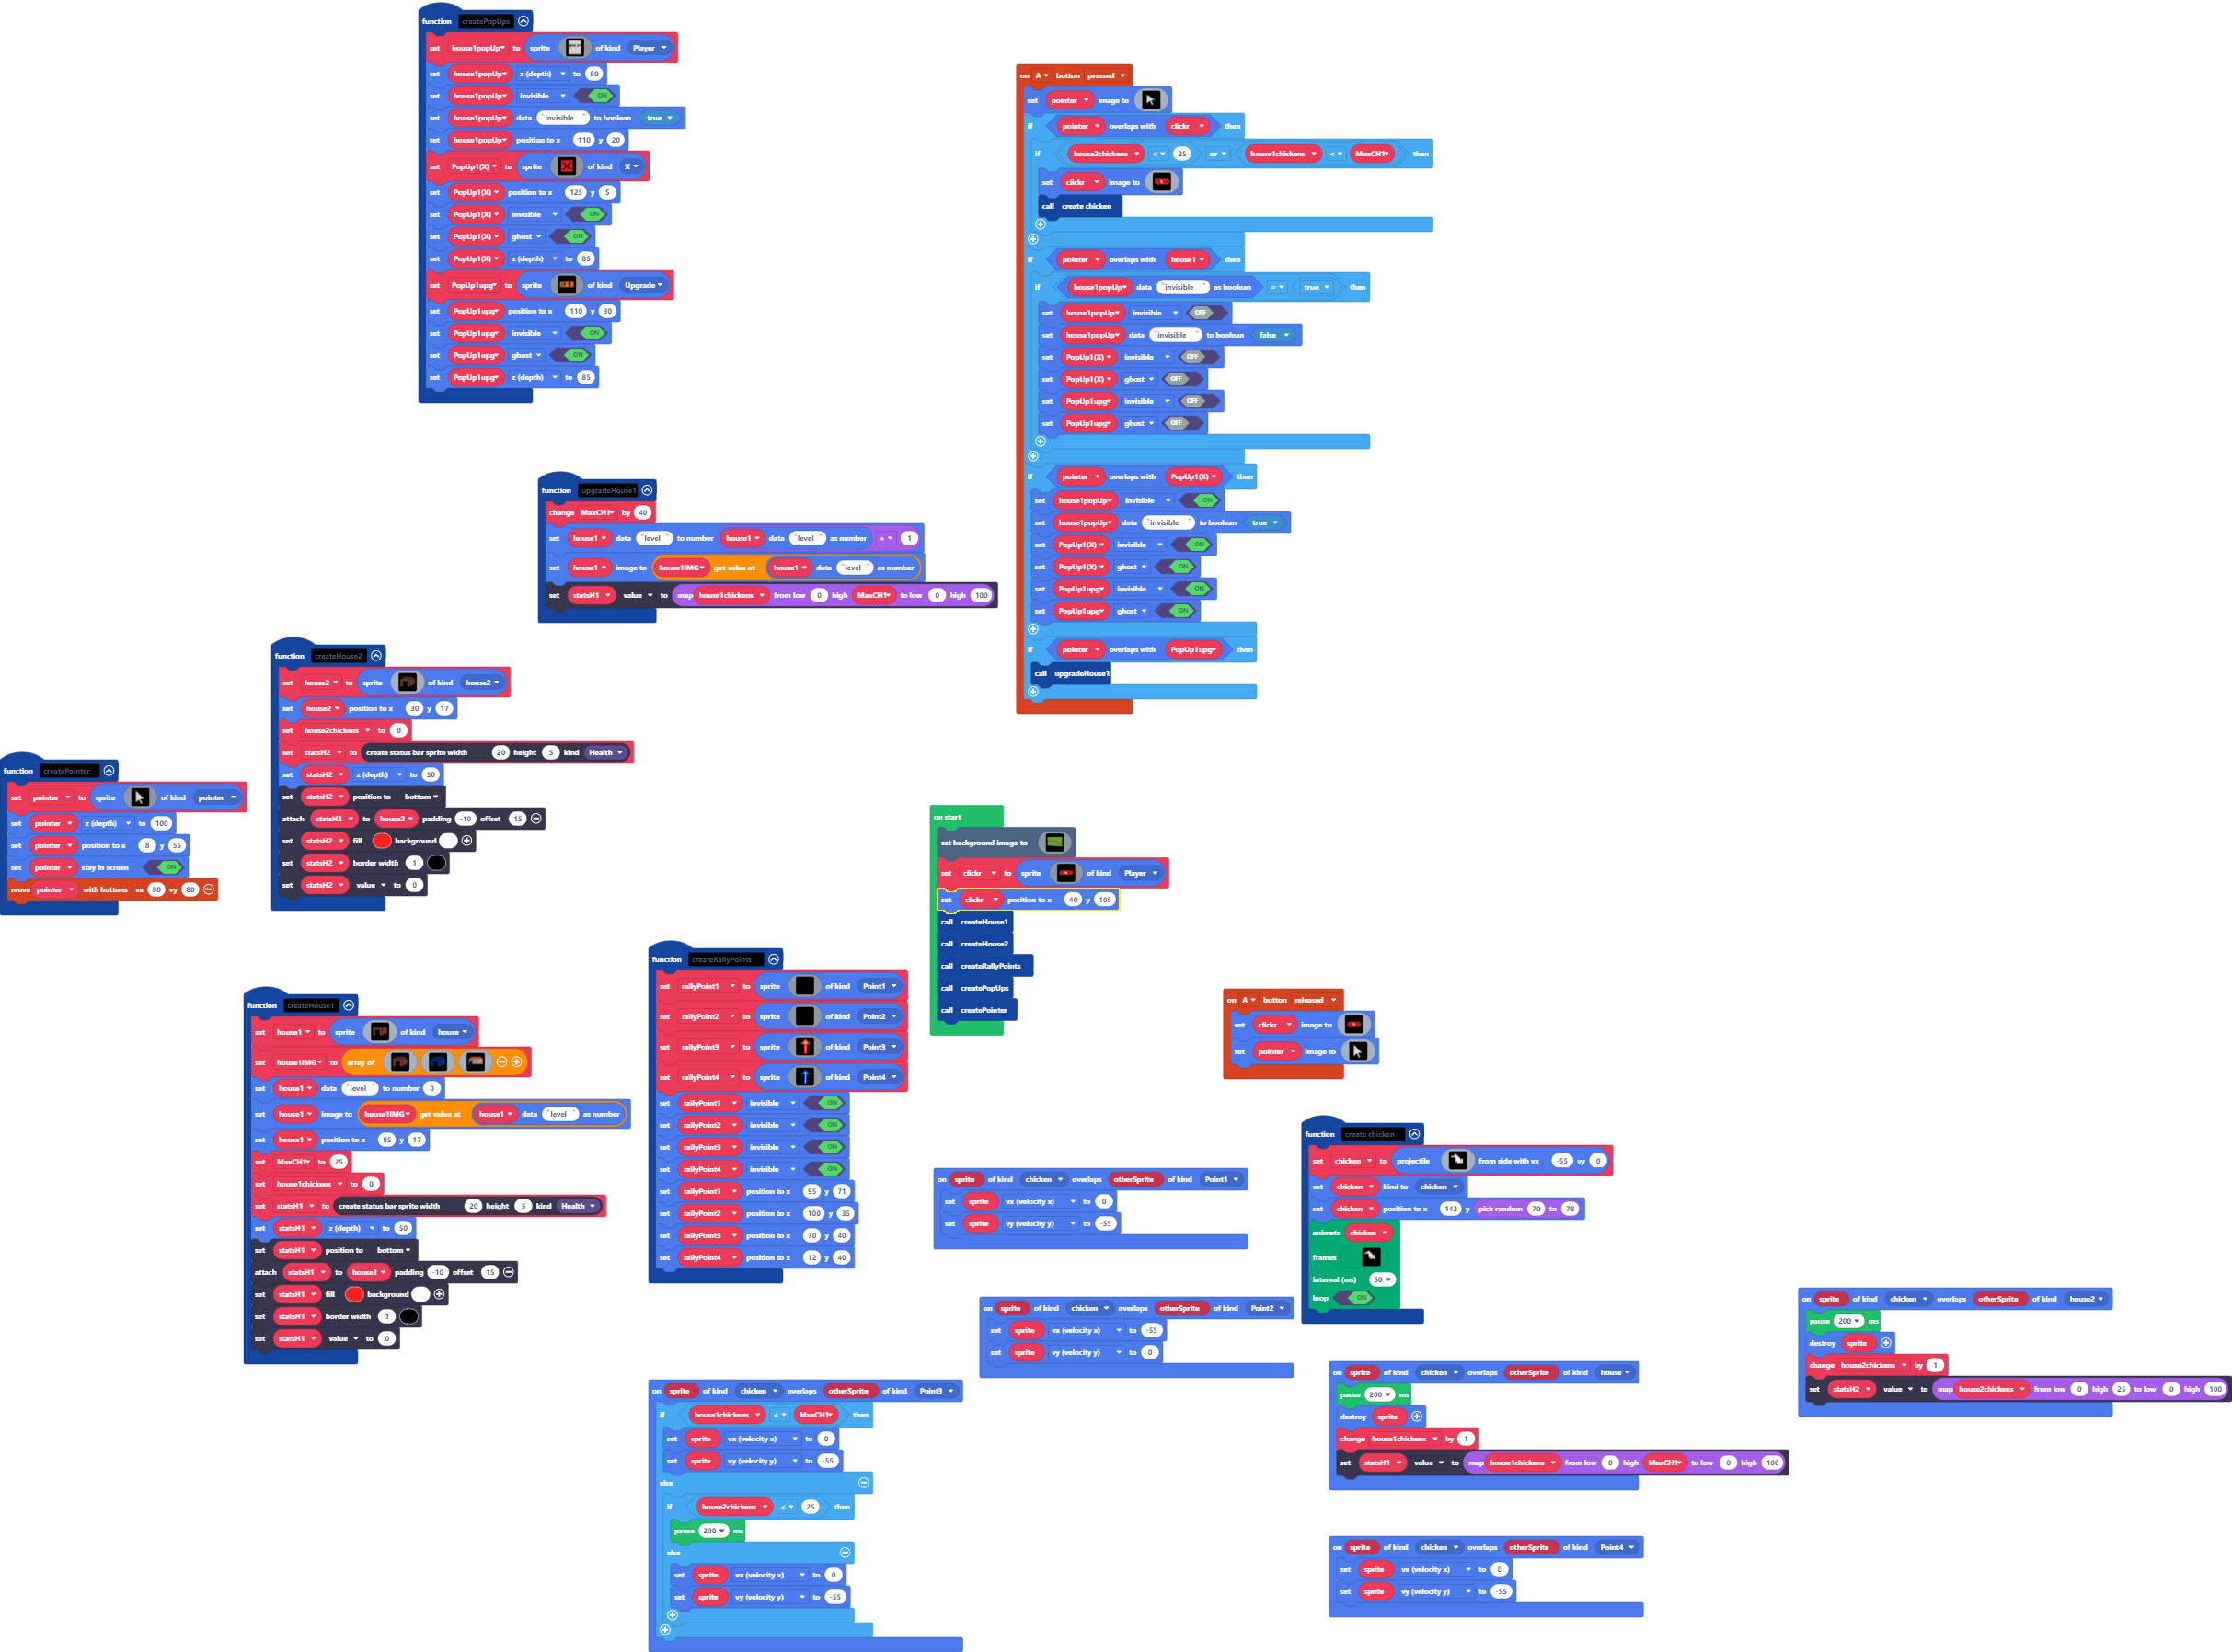 function createPopUps
set house1popUp to sprite of kind Player
set house1popUp z (depth) to 80
set house1popUp invisible ON
set house1popUp data "invisible" to boolean true
set house1popUp position to x 110 y 20
set PopUp1(X) to sprite of kind X
set PopUp1(X) position to x 125 y 5
set PopUp1(X) invisible ON
set PopUp1(X) ghost ON
set PopUp1(X) z (depth) to 85
set PopUp1upg to sprite of kind Upgrade
set PopUp1upg position to x 110 y 30
set PopUp1upg invisible ON
set PopUp1upg ghost ON
set PopUp1upg z (depth) to 85
on A button pressed
set pointer image to
if pointer overlaps with clickr then
if house2chickens < 25 or house1chickens < MaxCH1 then
set clickr image to
call create chicken
if pointer overlaps with house1 then
if house1popUp data "invisible" as boolean = true then
set house1popUp invisible OFF
set house1popUp data "invisible" to boolean false
set PopUp1(X) invisible OFF
set PopUp1(X) ghost OFF
set PopUp1upg invisible OFF
set PopUp1upg ghost OFF
if pointer overlaps with PopUp1(X) then
set house1popUp invisible ON
set house1popUp data "invisible" to boolean true
set PopUp1(X) invisible ON
set PopUp1(X) ghost ON
set PopUp1upg invisible ON
set PopUp1upg ghost ON
if pointer overlaps with PopUp1upg then
call upgradeHouse1
function upgradeHouse1
change MaxCH1 by 40
set house1 data "level" to number house1 data "level" as number + 1
set house1 image to house1IMG get value at house1 data "level" as number
set statsH1 value to map house1chickens from low 0 high MaxCH1 to low 0 high 100
function createHouse2
set house2 to sprite of kind house2
set house2 position to x 30 y 17
set house2chickens to 0
set statsH2 to create status bar sprite width 20 height 5 kind Health
set statsH2 z (depth) to 50
set statsH2 position to bottom
attach statsH2 to house2 padding -10 offset 15
set statsH2 fill background
set statsH2 border width 1
set statsH2 value to 0
function createPointer
set pointer to sprite of kind pointer
set pointer z (depth) to 100
set pointer position to x 8 y 55
set pointer stay in screen ON
move pointer with buttons vx 80 vy 80
on start
set background image to
set clickr to sprite of kind Player
set clickr position to x 40 y 105
call createHouse1
call createHouse2
call createRallyPoints
call createPopUps
call createPointer
function createRallyPoints
set rallyPoint1 to sprite of kind Point1
set rallyPoint2 to sprite of kind Point2
set rallyPoint3 to sprite of kind Point3
set rallyPoint4 to sprite of kind Point4
set rallyPoint1 invisible ON
set rallyPoint2 invisible ON
set rallyPoint3 invisible ON
set rallyPoint4 invisible ON
set rallyPoint1 position to x 95 y 71
set rallyPoint2 position to x 100 y 35
set rallyPoint3 position to x 70 y 40
set rallyPoint4 position to x 12 y 40
function createHouse1
set house1 to sprite of kind house
set house1IMG to array of
set house1 data "level" to number 0
set house1 image to house1IMG get value at house1 data "level" as number
set house1 position to x 85 y 17
set MaxCH1 to 25
set house1chickens to 0
set statsH1 to create status bar sprite width 20 height 5 kind Health
set statsH1 z (depth) to 50
set statsH1 position to bottom
attach statsH1 to house1 padding -10 offset 15
set statsH1 fill background
set statsH1 border width 1
set statsH1 value to 0
on A button released
set clickr image to
set pointer image to
function create chicken
set chicken to projectile from side with vx -55 vy 0
set chicken kind to chicken
set chicken position to x 143 y pick random 70 to 78
animate chicken
frames
interval (ms) 50
loop ON
on sprite of kind chicken overlaps otherSprite of kind Point1
set sprite vx (velocity x) to 0
set sprite vy (velocity y) to -55
on sprite of kind chicken overlaps otherSprite of kind Point2
set sprite vx (velocity x) to -55
set sprite vy (velocity y) to 0
on sprite of kind chicken overlaps otherSprite of kind Point3
if house1chickens < MaxCH1 then
set sprite vx (velocity x) to 0
set sprite vy (velocity y) to -55
else
if house2chickens < 25 then
pause 200 ms
else
set sprite vx (velocity x) to 0
set sprite vy (velocity y) to -55
on sprite of kind chicken overlaps otherSprite of kind house
pause 200 ms
destroy sprite
change house1chickens by 1
set statsH1 value to map house1chickens from low 0 high MaxCH1 to low 0 high 100
on sprite of kind chicken overlaps otherSprite of kind house2
pause 200 ms
destroy sprite
change house2chickens by 1
set statsH2 value to map house2chickens from low 0 high 25 to low 0 high 100
on sprite of kind chicken overlaps otherSprite of kind Point4
set sprite vx (velocity x) to 0
set sprite vy (velocity y) to -55